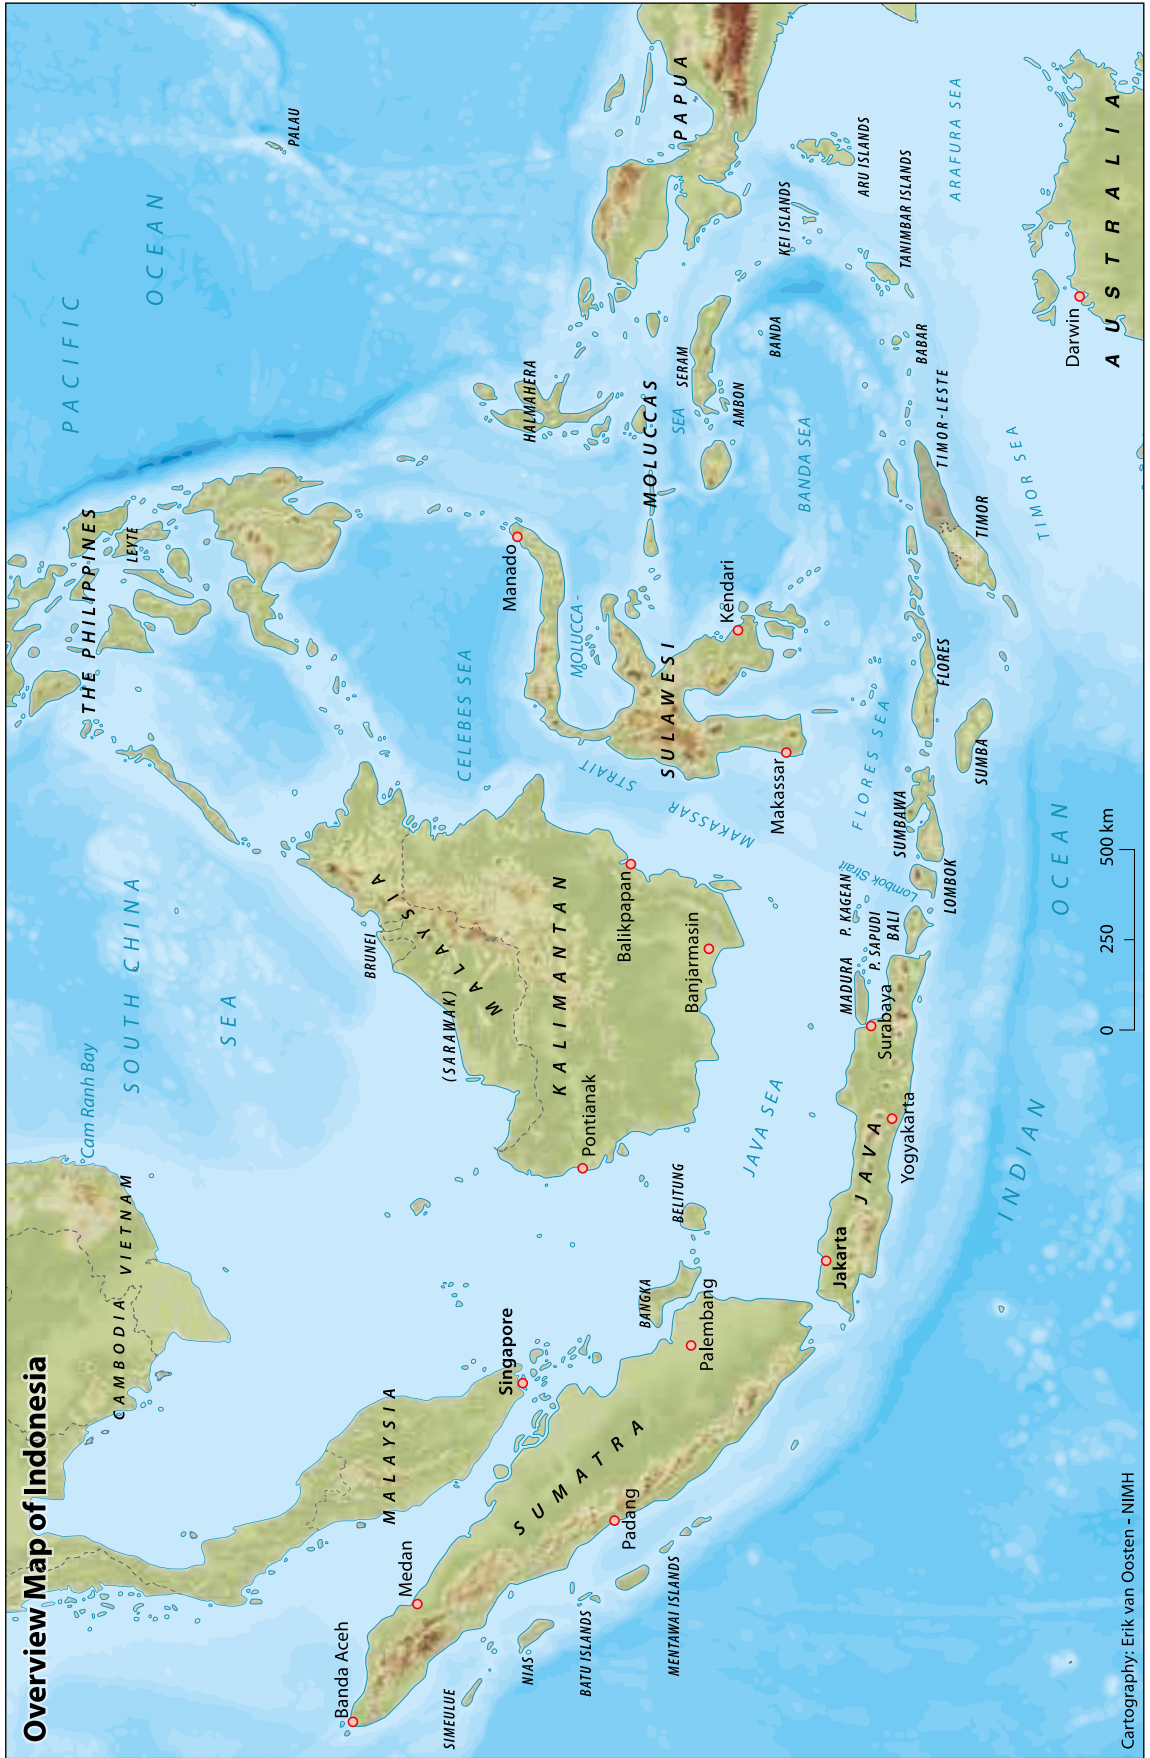 Overview Map of Indonesia
CAMBODIA
VIETNAM
Cam Ranh Bay
SOUTH CHINA
SEA
THE PHILIPPINES
LEYTE
PACIFIC
OCEAN
PALAU
Banda Aceh
Medan
MALAYSIA
Singapore
BRUNEI
MALAYSIA
(SARAWAK)
CELEBES SEA
Manado
HALMAHERA
PAPUA
SIMEULUE
NIAS
BATU ISLANDS
MENTAWAI ISLANDS
SUMATRA
Padang
BANGKA
Palembang
BELITUNG
Pontianak
KALIMANTAN
Balikpapan
Banjarmasin
STRAIT
MAKASSAR
SULAWESI
MOLUCCA-
SEA
MOLUCCAS
Kendari
Makassar
SERAM
AMBON
BANDA
BANDA SEA
KEI ISLANDS
ARU ISLANDS
TANIMBAR ISLANDS
ARAFURA SEA
JAVA SEA
Jakarta
JAVA
Yogyakarta
Surabaya
MADURA
P. SAPUDI
P. KAGEAN
BALI
Lombok Strait
LOMBOK
SUMBAWA
FLORES SEA
FLORES
SUMBA
TIMOR
TIMOR-LESTE
BABAR
TIMOR SEA
Darwin
AUSTRALIA
INDIAN
OCEAN
0
250
500 km
Cartography: Erik van Oosten - NIMH